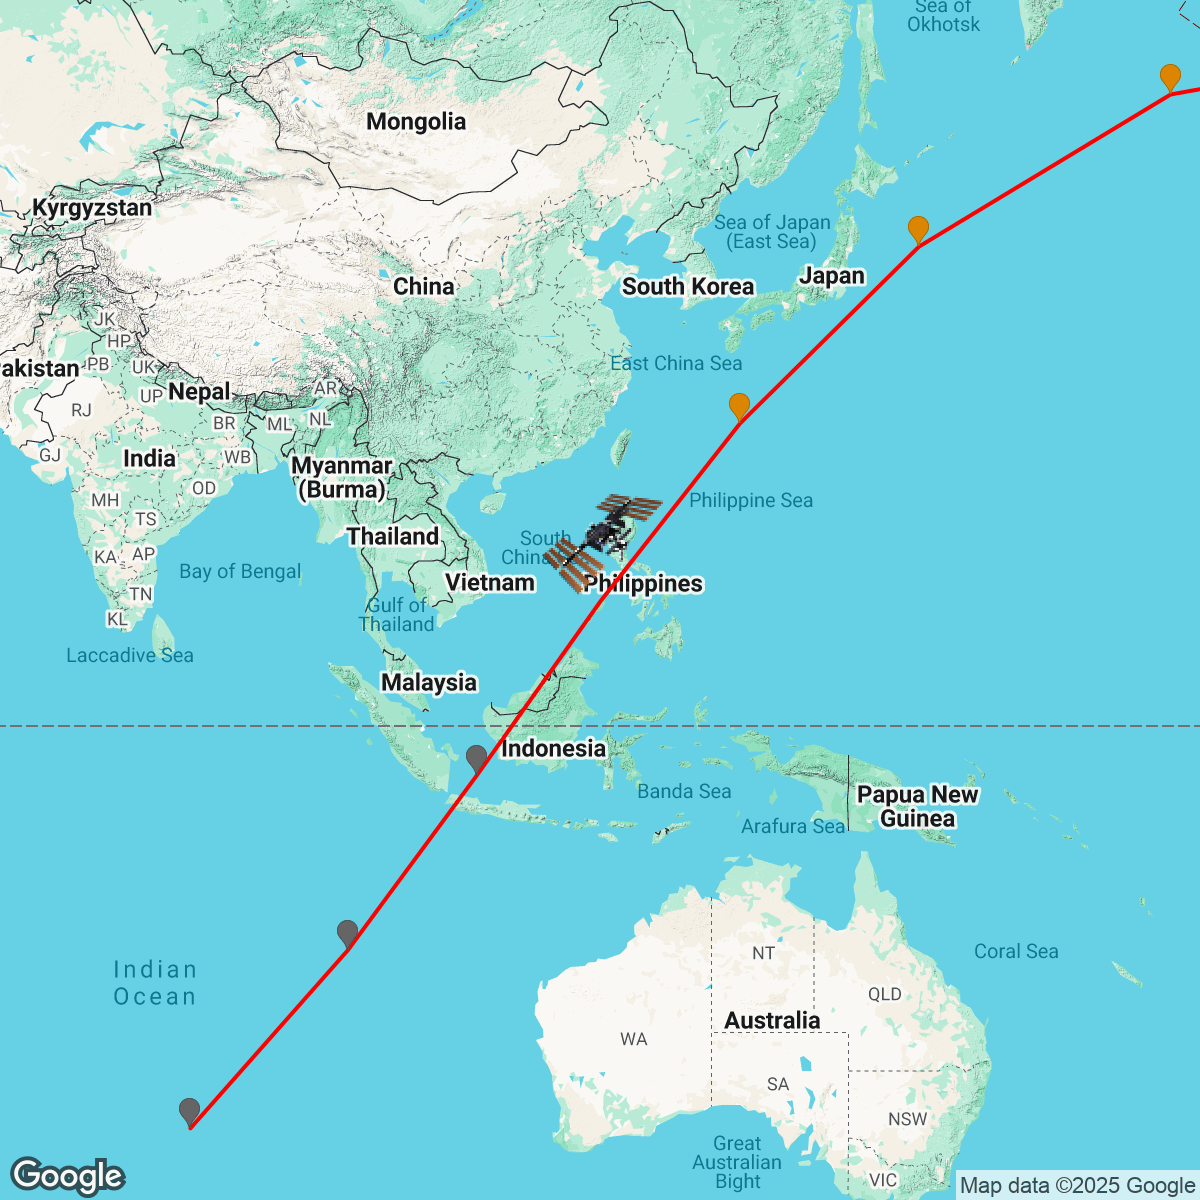 Sea of
Okhotsk
Mongolia
Kyrgyzstan
Sea of Japan
(East Sea)
Japan
China
South Korea
JK
HP
akistan
PB
UK
East China Sea
Nepal
AR
UP
RJ
BR
ML
NL
GJ
India
WB
Myanmar
(Burma)
OD
MH
Philippine Sea
TS
Thailand
South
China
KA
AP
Bay of Bengal
Vietnam
Philippines
TN
Gulf of
Thailand
KL
Laccadive Sea
Malaysia
Indonesia
Banda Sea
Papua New
Guinea
Arafura Sea
Indian
Ocean
NT
Coral Sea
QLD
Australia
WA
SA
NSW
Great
Australian
Bight
VIC
Google
Map data ©2025 Google